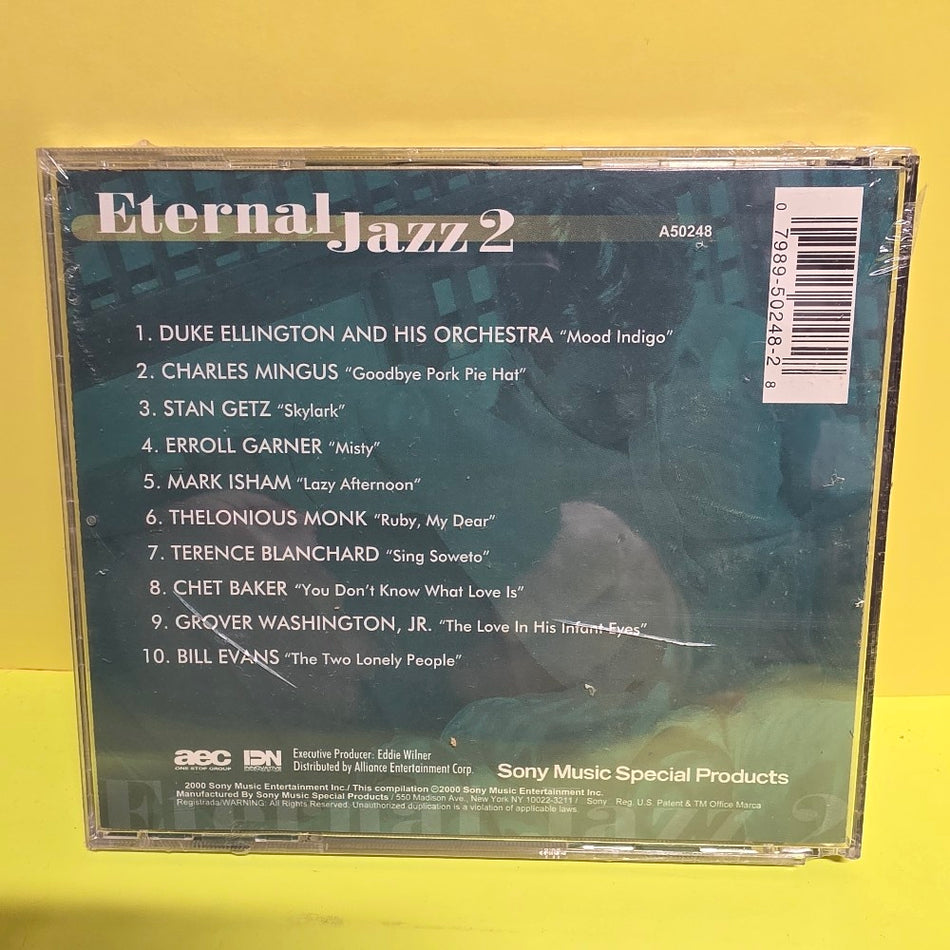 Eternal Jazz 2
A50248
0 7989-50248-2 8
1. DUKE ELLINGTON AND HIS ORCHESTRA “Mood Indigo”
2. CHARLES MINGUS “Goodbye Pork Pie Hat”
3. STAN GETZ “Skylark”
4. ERROLL GARNER “Misty”
5. MARK ISHAM “Lazy Afternoon”
6. THELONIOUS MONK “Ruby, My Dear”
7. TERENCE BLANCHARD “Sing Soweto”
8. CHET BAKER “You Don’t Know What Love Is”
9. GROVER WASHINGTON, JR. “The Love In His Infant Eyes”
10. BILL EVANS “The Two Lonely People”
aec
ONE STOP GROUP
IDN
INNOVATIVE
Executive Producer: Eddie Wilner
Distributed by Alliance Entertainment Corp.
Sony Music Special Products
2000 Sony Music Entertainment Inc./ This compilation ©2000 Sony Music Entertainment Inc.
Manufactured By Sony Music Special Products / 550 Madison Ave., New York NY 10022-3211 / Sony Reg. U.S. Patent & TM Office Marca
Registrada/WARNING: All Rights Reserved. Unauthorized duplication is a violation of applicable laws.
Eternal Jazz 2